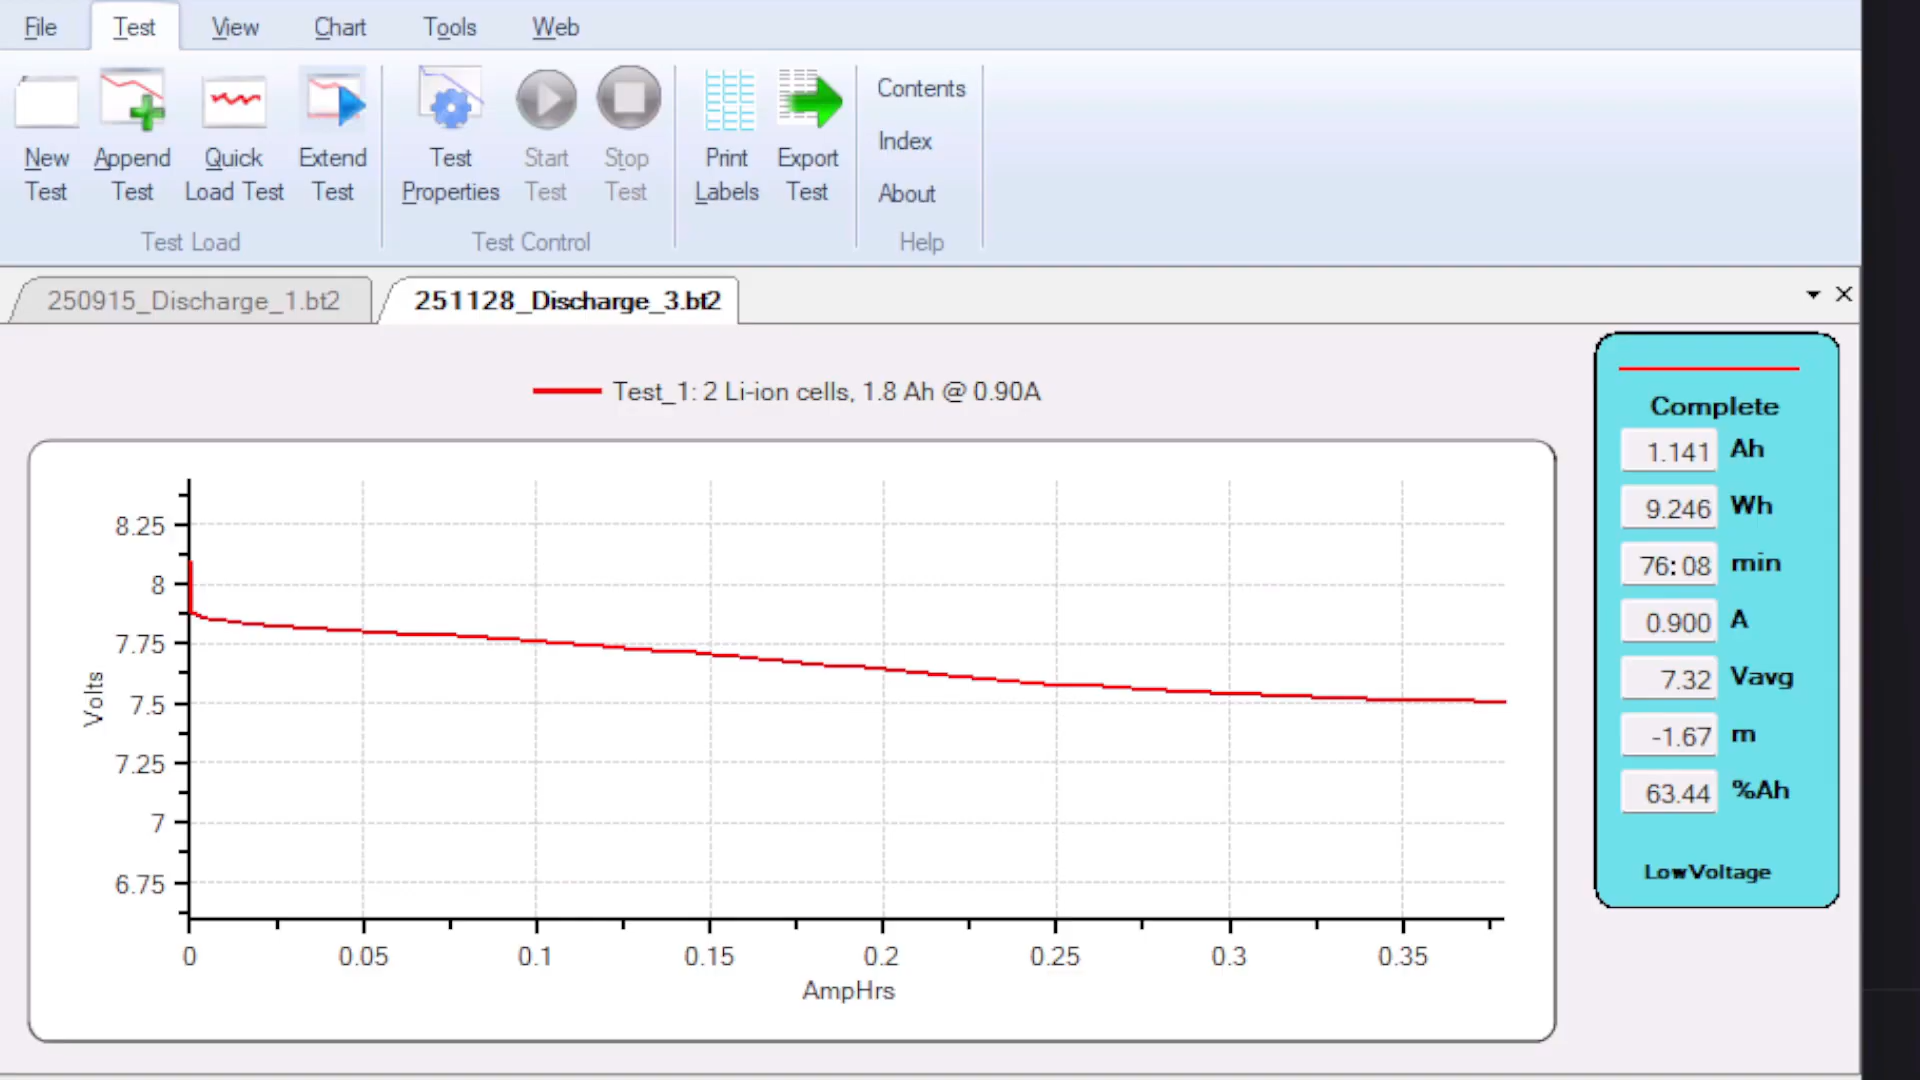 File Test View Chart Tools Web
New Test
Append Test
Quick Load Test
Extend Test
Test Load
Test Properties
Start Test
Stop Test
Test Control
Print Labels
Export Test
Contents
Index
About
Help
250915_Discharge_1.bt2
251128_Discharge_3.bt2
Test_1: 2 Li-ion cells, 1.8 Ah @ 0.90A
8.25
8
7.75
7.5
7.25
7
6.75
Volts
0 0.05 0.1 0.15 0.2 0.25 0.3 0.35
AmpHrs
Complete
1.141 Ah
9.246 Wh
76:08 min
0.900 A
7.32 Vavg
-1.67 m
63.44 %Ah
LowVoltage